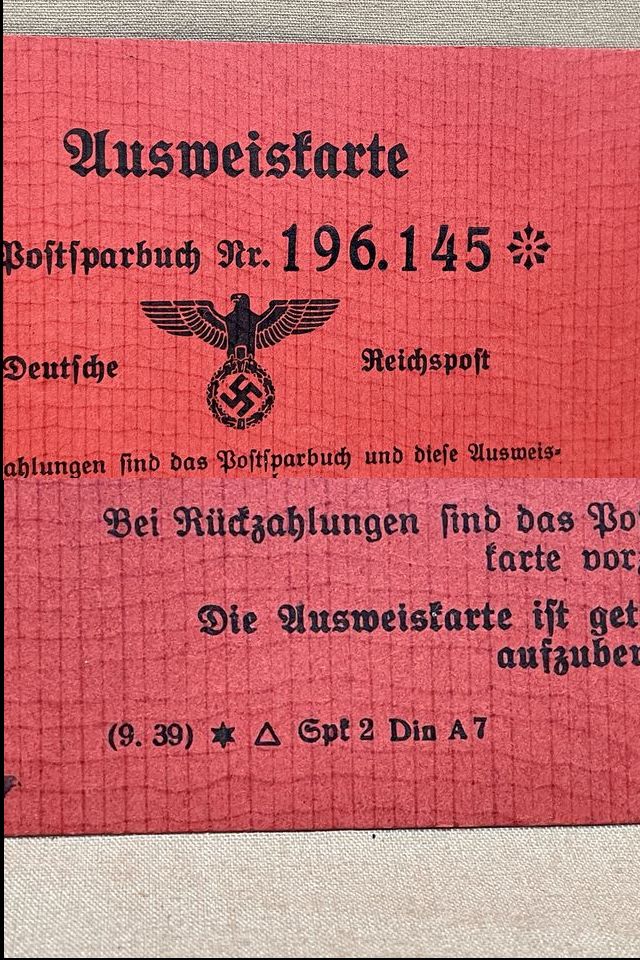 Ausweiskarte
Postsparbuch Nr. 196.145
Deutsche Reichspost
ahlungen sind das Postsparbuch und diese Ausweis-
Bei Rückzahlungen sind das Po
karte vor
Die Ausweiskarte ist get
aufzube
(9. 39) ★ △ Spk 2 Din A 7